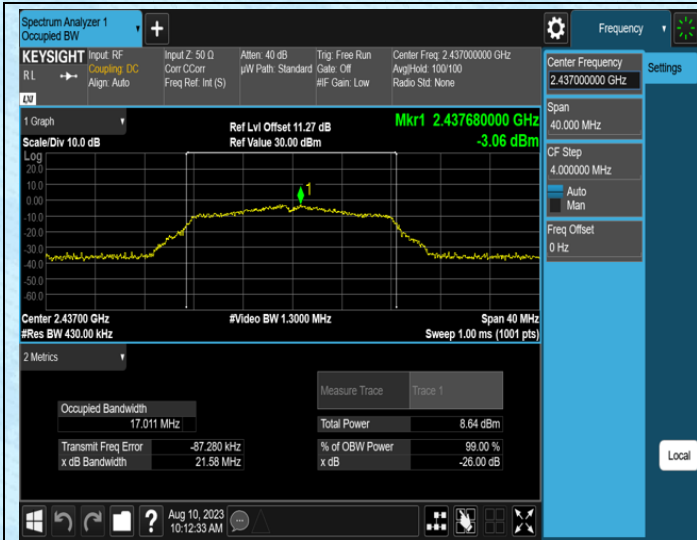 Spectrum Analyzer 1
Occupied BW
Frequency
KEYSIGHT
RL
Input: RF
Coupling: DC
Align: Auto
Input Z: 50 Ω
Corr CCorr
Freq Ref: Int (S)
Atten: 40 dB
µW Path: Standard
Trig: Free Run
Gate: Off
#IF Gain: Low
Center Freq: 2.437000000 GHz
Avg|Hold: 100/100
Radio Std: None
LXI
Center Frequency
2.437000000 GHz
Settings
Span
40.000 MHz
CF Step
4.000000 MHz
Auto
Man
Freq Offset
0 Hz
1 Graph
Scale/Div 10.0 dB
Ref Lvl Offset 11.27 dB
Ref Value 30.00 dBm
Mkr1 2.437680000 GHz
-3.06 dBm
Log
20.0
10.0
0.00
-10.0
-20.0
-30.0
-40.0
-50.0
-60.0
1
Center 2.43700 GHz
#Res BW 430.00 kHz
#Video BW 1.3000 MHz
Span 40 MHz
Sweep 1.00 ms (1001 pts)
2 Metrics
Measure Trace
Trace 1
Occupied Bandwidth
17.011 MHz
Total Power
8.64 dBm
Transmit Freq Error
-87.280 kHz
% of OBW Power
99.00 %
x dB Bandwidth
21.58 MHz
x dB
-26.00 dB
Local
Aug 10, 2023
10:12:33 AM